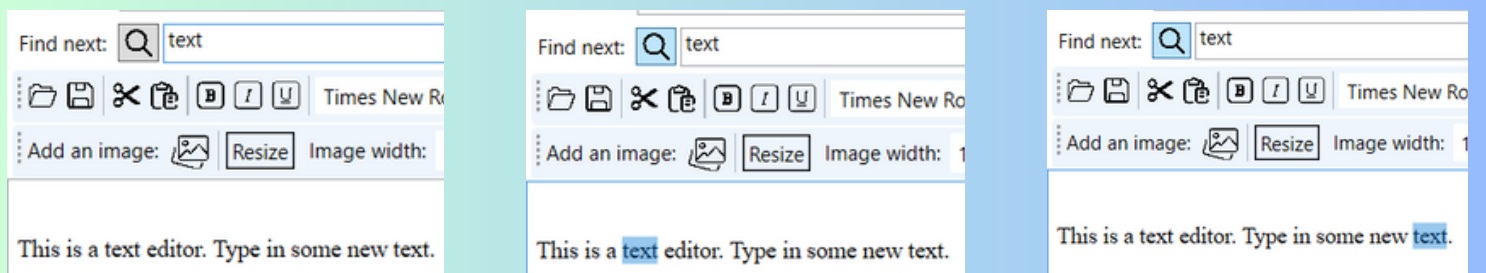 Find next: text
B I U Times New Ro
Add an image: Resize Image width:
This is a text editor. Type in some new text.
Find next: text
B I U Times New Ro
Add an image: Resize Image width: 1
This is a text editor. Type in some new text.
Find next: text
B I U Times New Ro
Add an image: Resize Image width: 1
This is a text editor. Type in some new text.